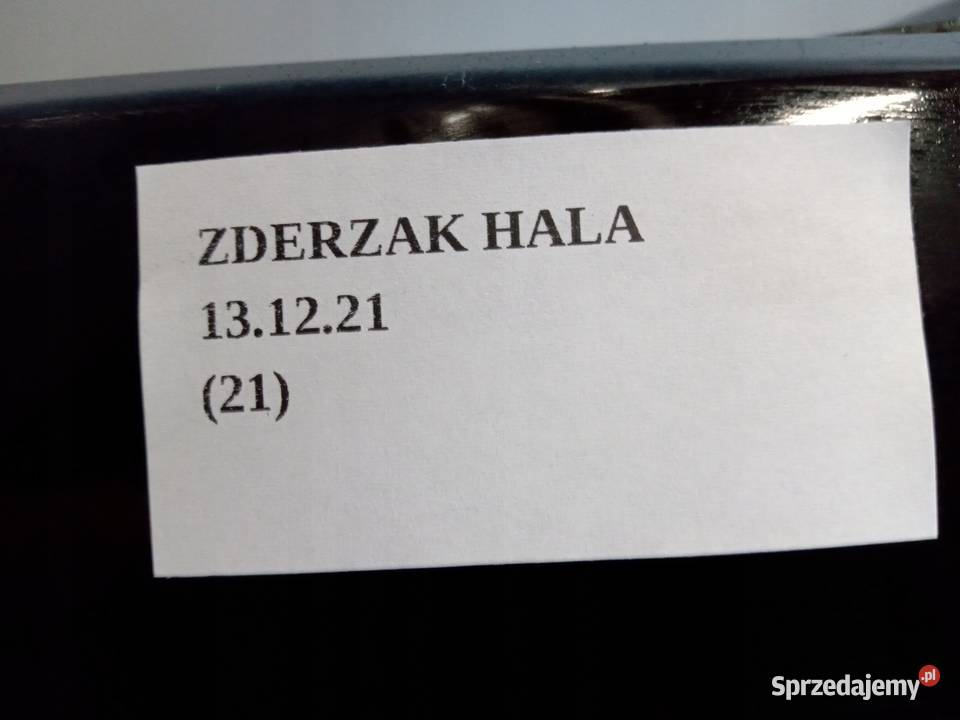 ZDERZAK HALA
13.12.21
(21)
Sprzedajemy.pl